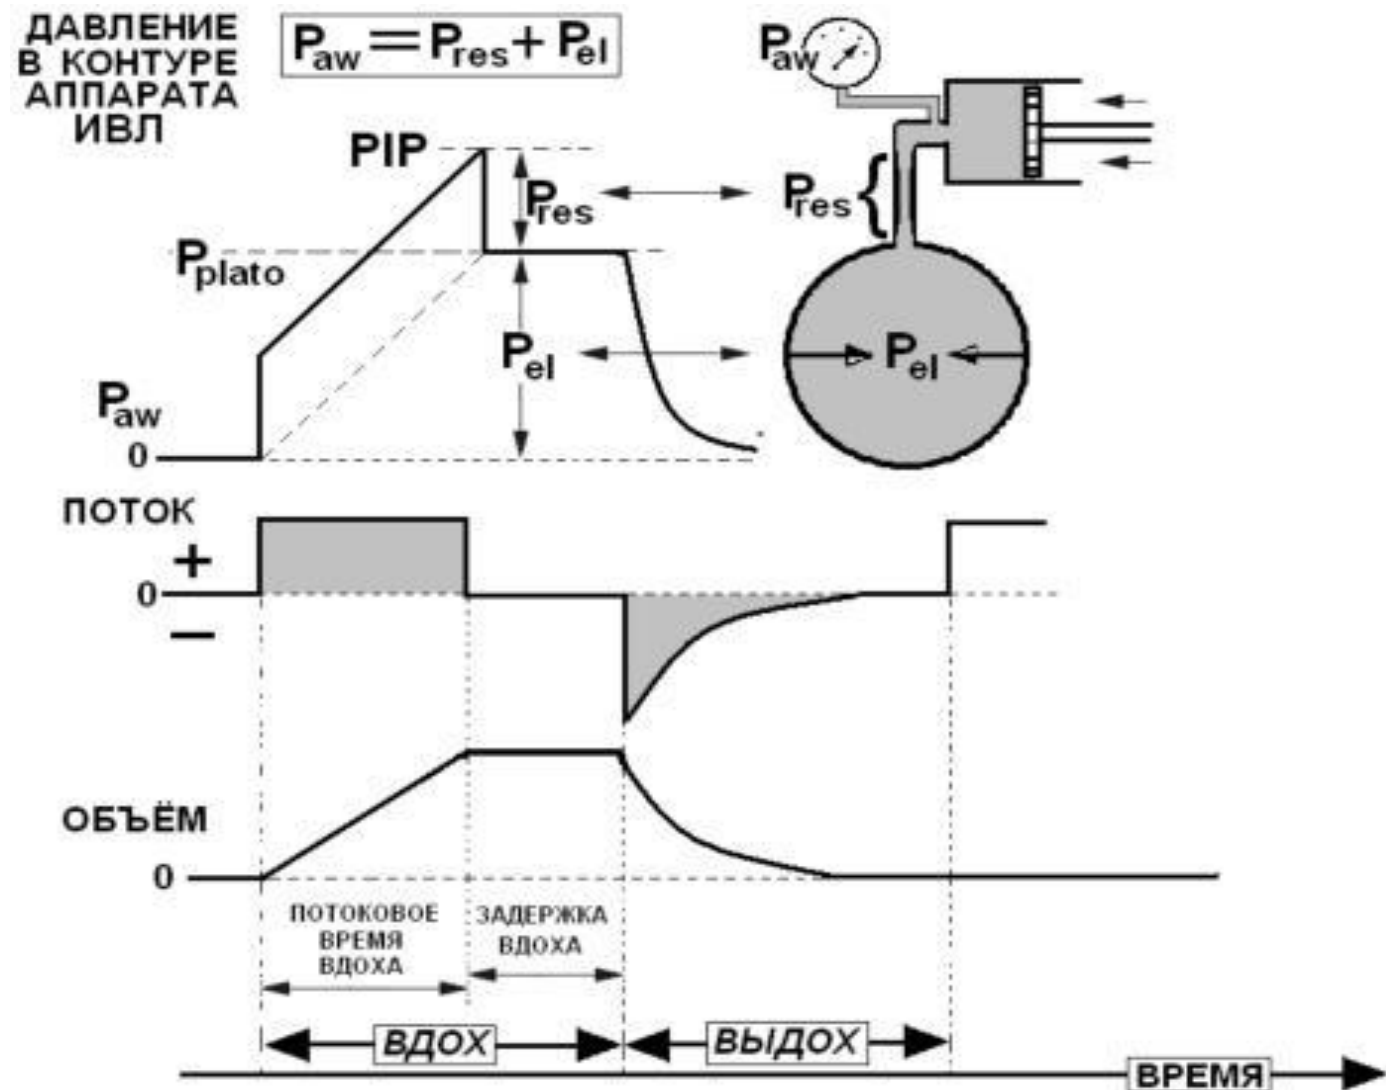 ДАВЛЕНИЕ
В КОНТУРЕ
АППАРАТА
ИВЛ
Paw = Pres + Pel
Paw
PIP
Pres
Pres
Pplato
Pel
Pel
Paw
0
ПОТОК
+
0
−
ОБЪЁМ
0
ПОТОКОВОЕ
ВРЕМЯ
ВДОХА
ЗАДЕРЖКА
ВДОХА
ВДОХ
ВЫДОХ
ВРЕМЯ